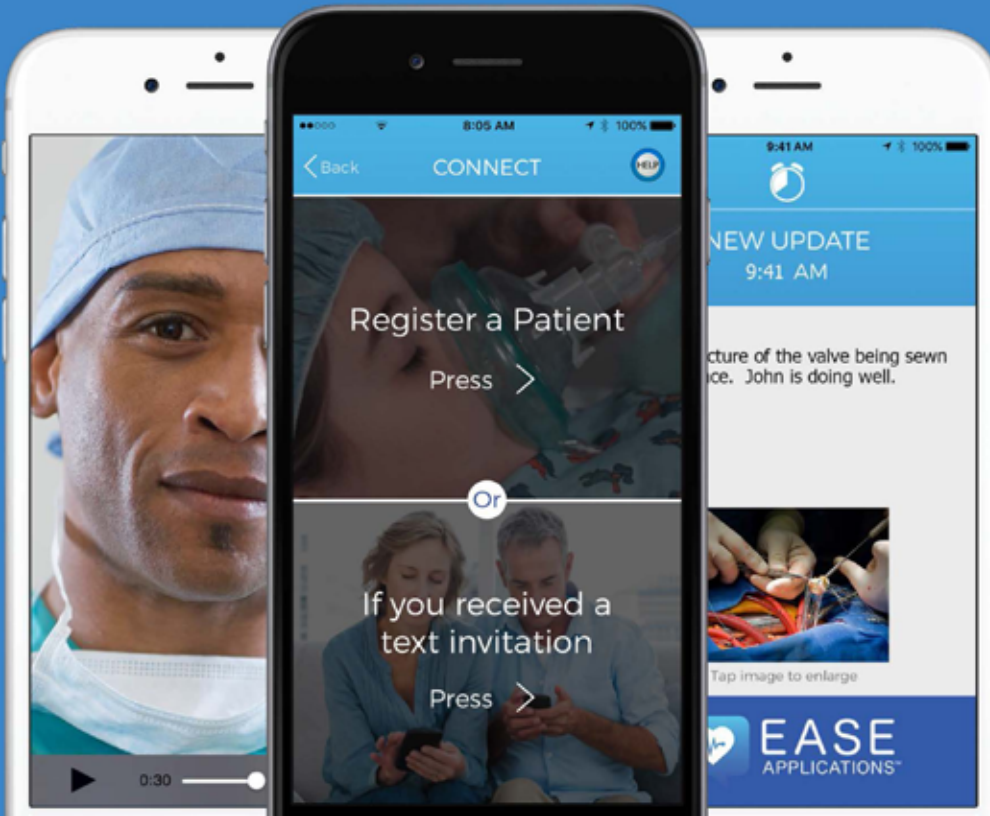 8:05 AM
100%
Back
CONNECT
HELP
Register a Patient
Press
Or
If you received a
text invitation
Press
0:30
9:41 AM
100%
NEW UPDATE
9:41 AM
cture of the valve being sewn
ce. John is doing well.
Tap image to enlarge
EASE
APPLICATIONS™